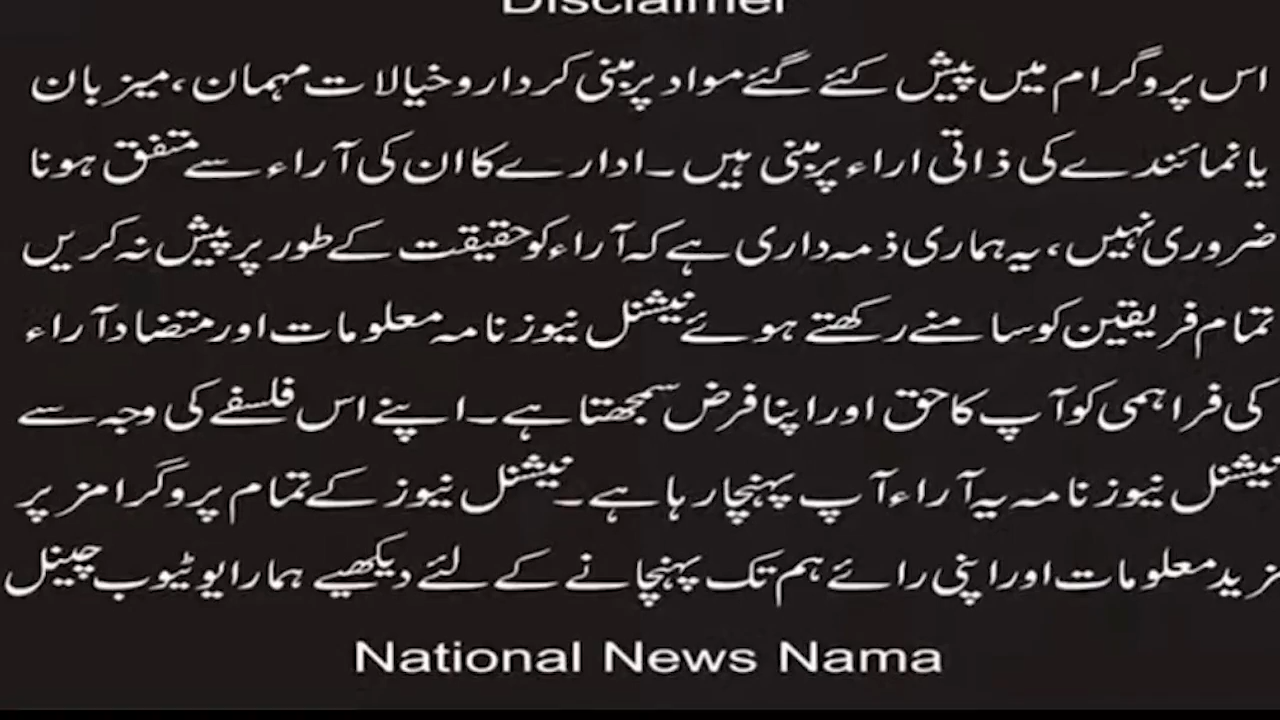 Disclaimer
اس پروگرام میں پیش کئے گئے مواد پر مبنی کردار و خیالات مہمان، میزبان
یا نمائندے کی ذاتی اراء پر مبنی ہیں۔ ادارے کا ان کی آراء سے متفق ہونا
ضروری نہیں، یہ ہماری ذمہ داری ہے کہ آراء کو حقیقت کے طور پر پیش نہ کریں
تمام فریقین کو سامنے رکھتے ہوئے نیشنل نیوز نامہ معلومات اور متضاد آراء
کی فراہمی کو آپ کا حق اور اپنا فرض سمجھتا ہے۔ اپنے اس فلسفے کی وجہ سے
نیشنل نیوز نامہ یہ آراء آپ پہنچا رہا ہے۔ نیشنل نیوز کے تمام پروگرامز پر
مزید معلومات اور اپنی رائے ہم تک پہنچانے کے لئے دیکھیے ہمارا یوٹیوب چینل
National News Nama